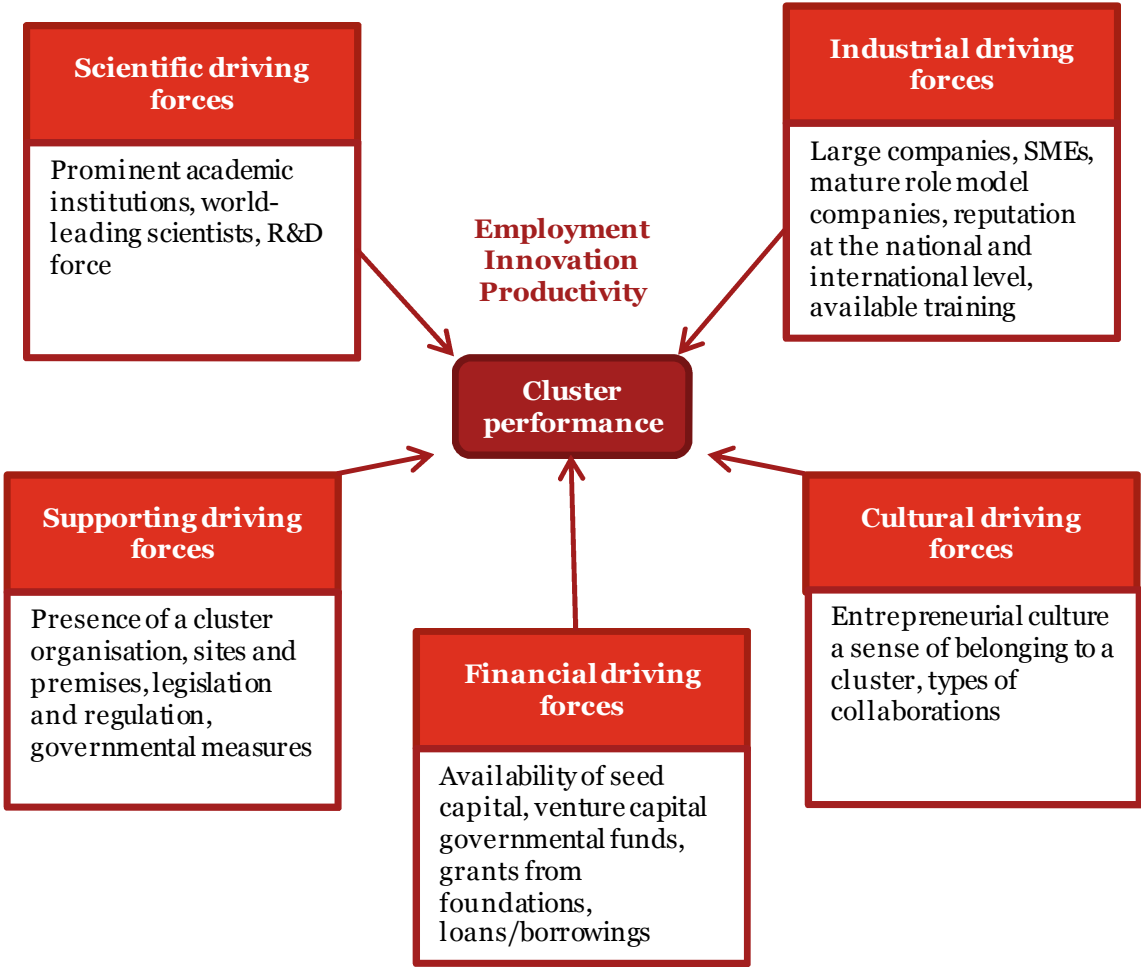 Scientific driving
forces
Prominent academic
institutions, world-
leading scientists, R&D
force
Industrial driving
forces
Large companies, SMEs,
mature role model
companies, reputation
at the national and
international level,
available training
Employment
Innovation
Productivity
Cluster
performance
Supporting driving
forces
Presence of a cluster
organisation, sites and
premises, legislation
and regulation,
governmental measures
Financial driving
forces
Availability of seed
capital, venture capital
governmental funds,
grants from
foundations,
loans/borrowings
Cultural driving
forces
Entrepreneurial culture
a sense of belonging to a
cluster, types of
collaborations